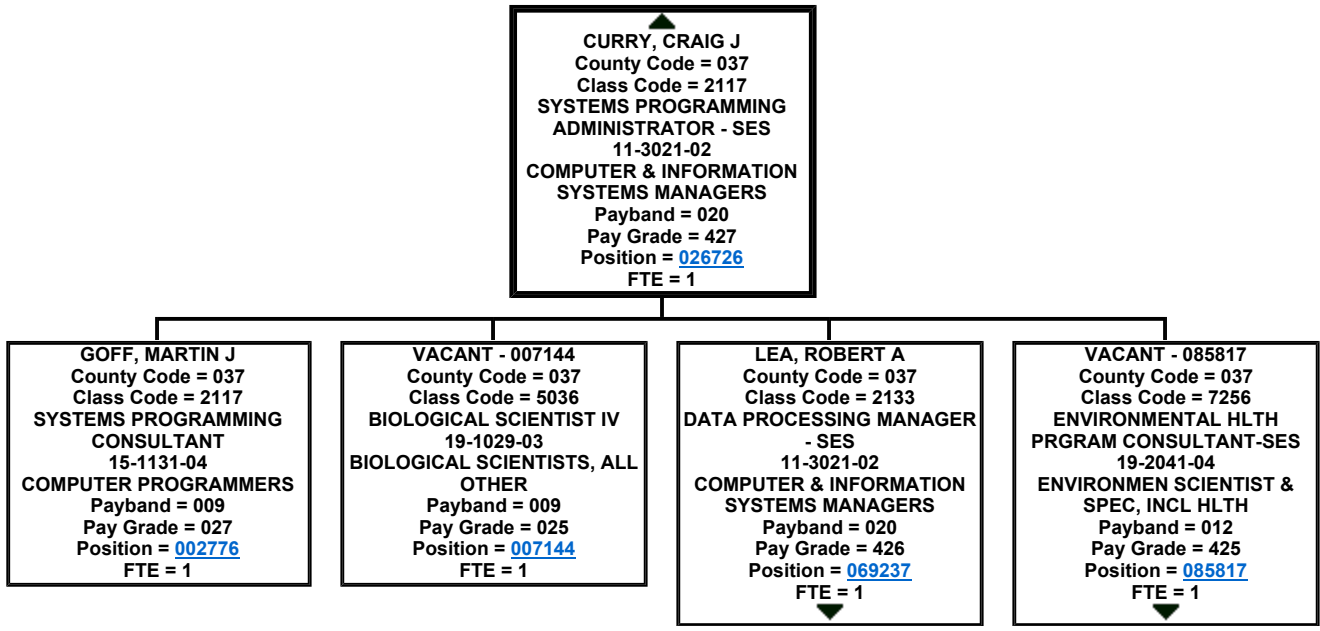 CURRY, CRAIG J
County Code = 037
Class Code = 2117
SYSTEMS PROGRAMMING
ADMINISTRATOR - SES
11-3021-02
COMPUTER & INFORMATION
SYSTEMS MANAGERS
Payband = 020
Pay Grade = 427
Position = 026726
FTE = 1
GOFF, MARTIN J
County Code = 037
Class Code = 2117
SYSTEMS PROGRAMMING
CONSULTANT
15-1131-04
COMPUTER PROGRAMMERS
Payband = 009
Pay Grade = 027
Position = 002776
FTE = 1
VACANT - 007144
County Code = 037
Class Code = 5036
BIOLOGICAL SCIENTIST IV
19-1029-03
BIOLOGICAL SCIENTISTS, ALL
OTHER
Payband = 009
Pay Grade = 025
Position = 007144
FTE = 1
LEA, ROBERT A
County Code = 037
Class Code = 2133
DATA PROCESSING MANAGER
- SES
11-3021-02
COMPUTER & INFORMATION
SYSTEMS MANAGERS
Payband = 020
Pay Grade = 426
Position = 069237
FTE = 1
VACANT - 085817
County Code = 037
Class Code = 7256
ENVIRONMENTAL HLTH
PRGRAM CONSULTANT-SES
19-2041-04
ENVIRONMEN SCIENTIST &
SPEC, INCL HLTH
Payband = 012
Pay Grade = 425
Position = 085817
FTE = 1